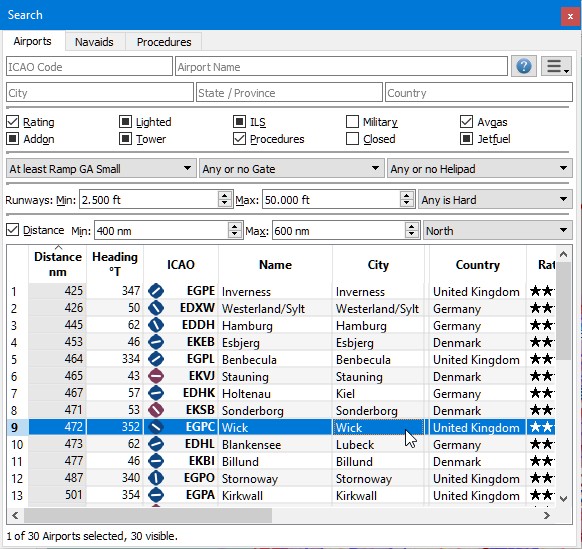 Search
Airports Navaids Procedures
ICAO Code Airport Name
City State / Province Country
Rating Lighted ILS Military Avgas
Addon Tower Procedures Closed Jetfuel
At least Ramp GA Small Any or no Gate Any or no Helipad
Runways: Min: 2.500 ft Max: 50.000 ft Any is Hard
Distance Min: 400 nm Max: 600 nm North
Distance nm Heading °T ICAO Name City Country Rat
1 425 347 EGPE Inverness Inverness United Kingdom ★★
2 426 50 EDXW Westerland/Sylt Westerland/Sylt Germany ★★
3 445 62 EDDH Hamburg Hamburg Germany ★★
4 453 46 EKEB Esbjerg Esbjerg Denmark ★★
5 464 334 EGPL Benbecula Benbecula United Kingdom ★★
6 465 43 EKVJ Stauning Stauning Denmark ★★
7 467 57 EDHK Holtenau Kiel Germany ★★
8 471 53 EKSB Sonderborg Sonderborg Denmark ★★
9 472 352 EGPC Wick Wick United Kingdom ★★
10 473 62 EDHL Blankensee Lubeck Germany ★★
11 477 46 EKBI Billund Billund Denmark ★★
12 487 340 EGPO Stornoway Stornoway United Kingdom ★★
13 501 354 EGPA Kirkwall Kirkwall United Kingdom ★★
1 of 30 Airports selected, 30 visible.